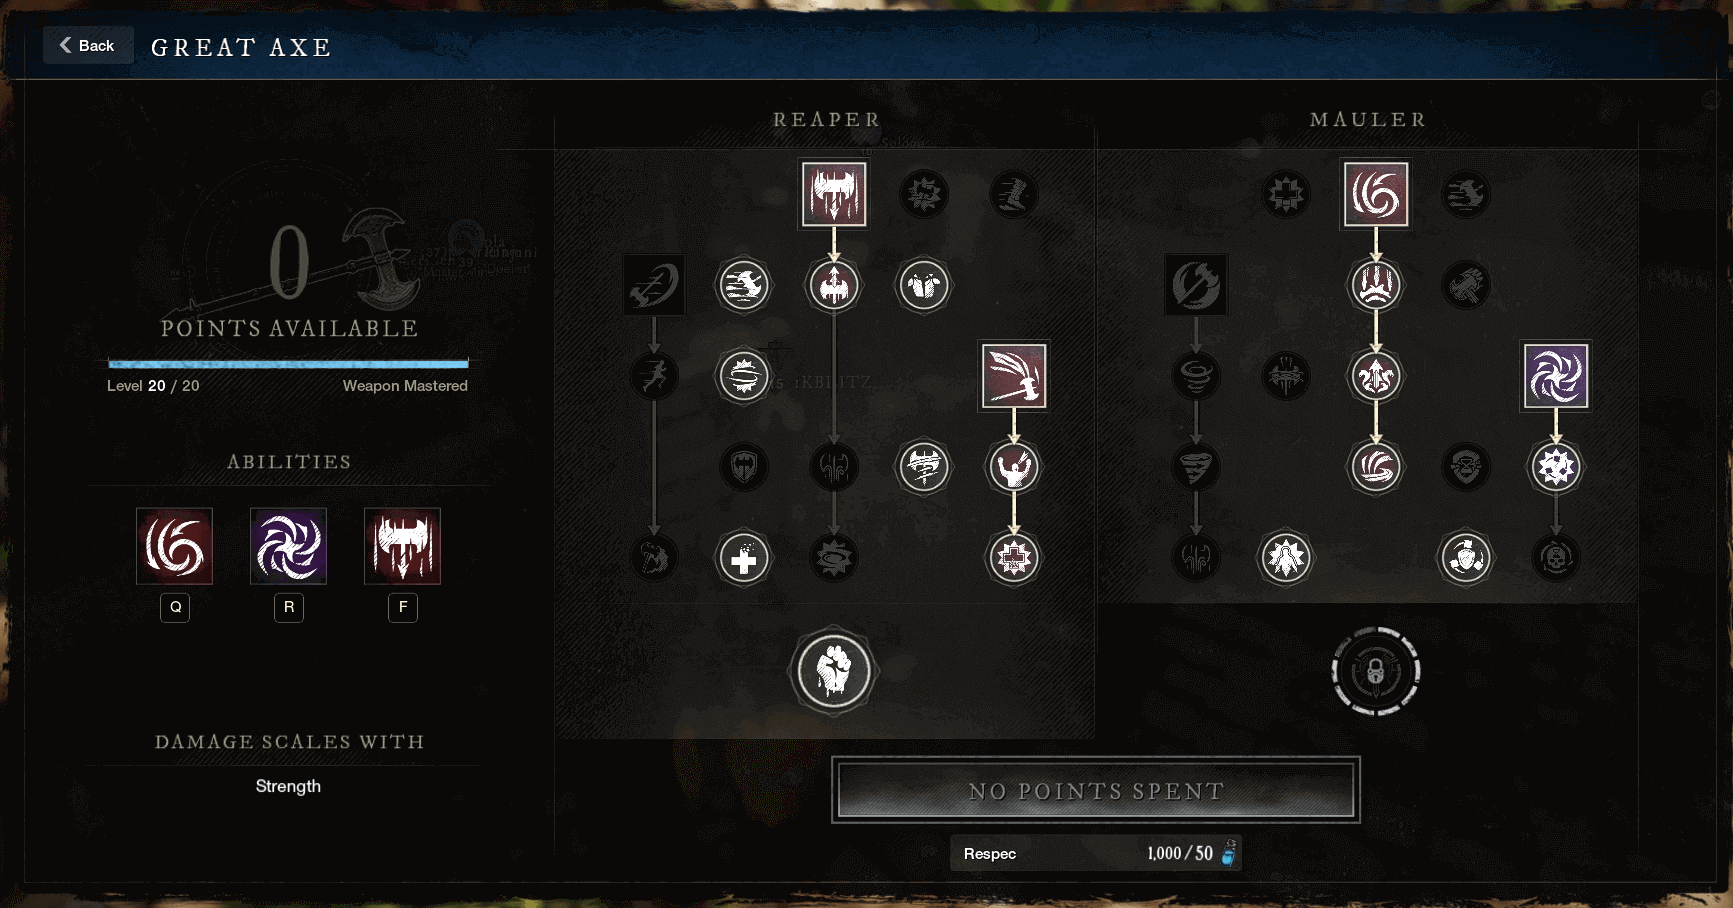 Back
GREAT AXE
REAPER
MAULER
0
POINTS AVAILABLE
Level 20 / 20
Weapon Mastered
ABILITIES
Q
R
F
DAMAGE SCALES WITH
Strength
NO POINTS SPENT
Respec
1,000 / 50